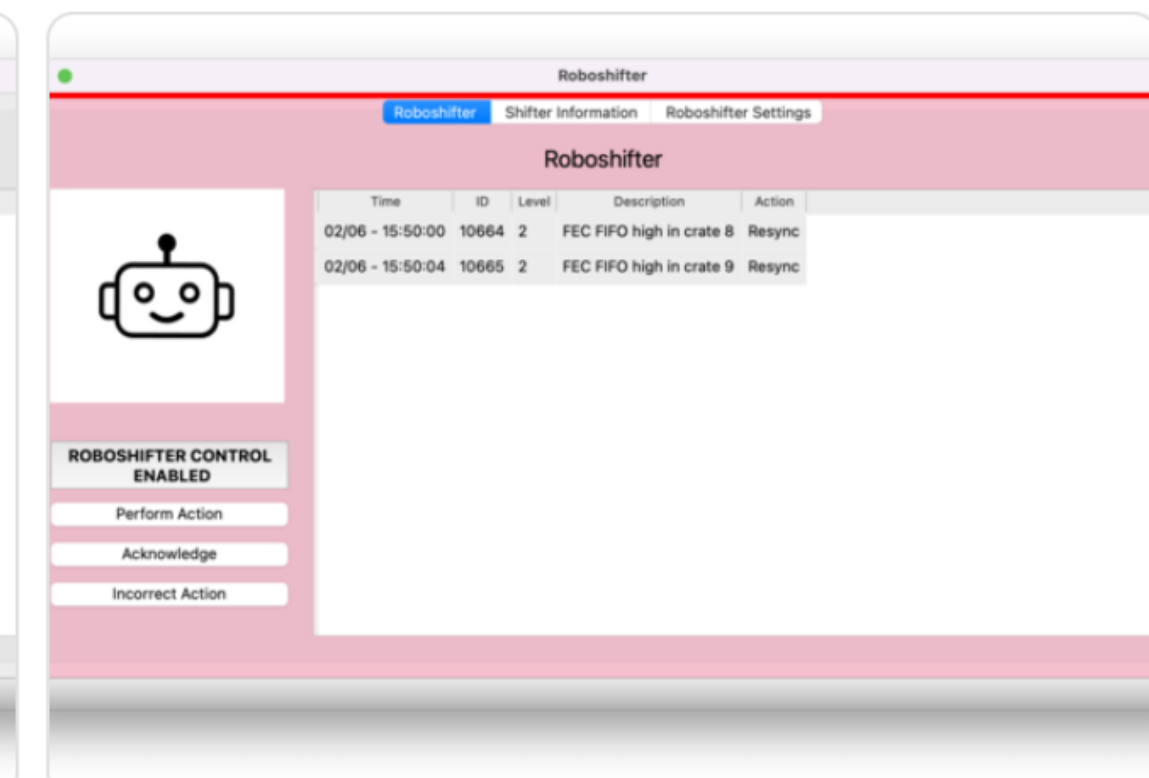 Roboshifter
Roboshifter Shifter Information Roboshifter Settings
Roboshifter
Time ID Level Description Action
02/06 - 15:50:00 10664 2 FEC FIFO high in crate 8 Resync
02/06 - 15:50:04 10665 2 FEC FIFO high in crate 9 Resync
ROBOSHIFTER CONTROL
ENABLED
Perform Action
Acknowledge
Incorrect Action